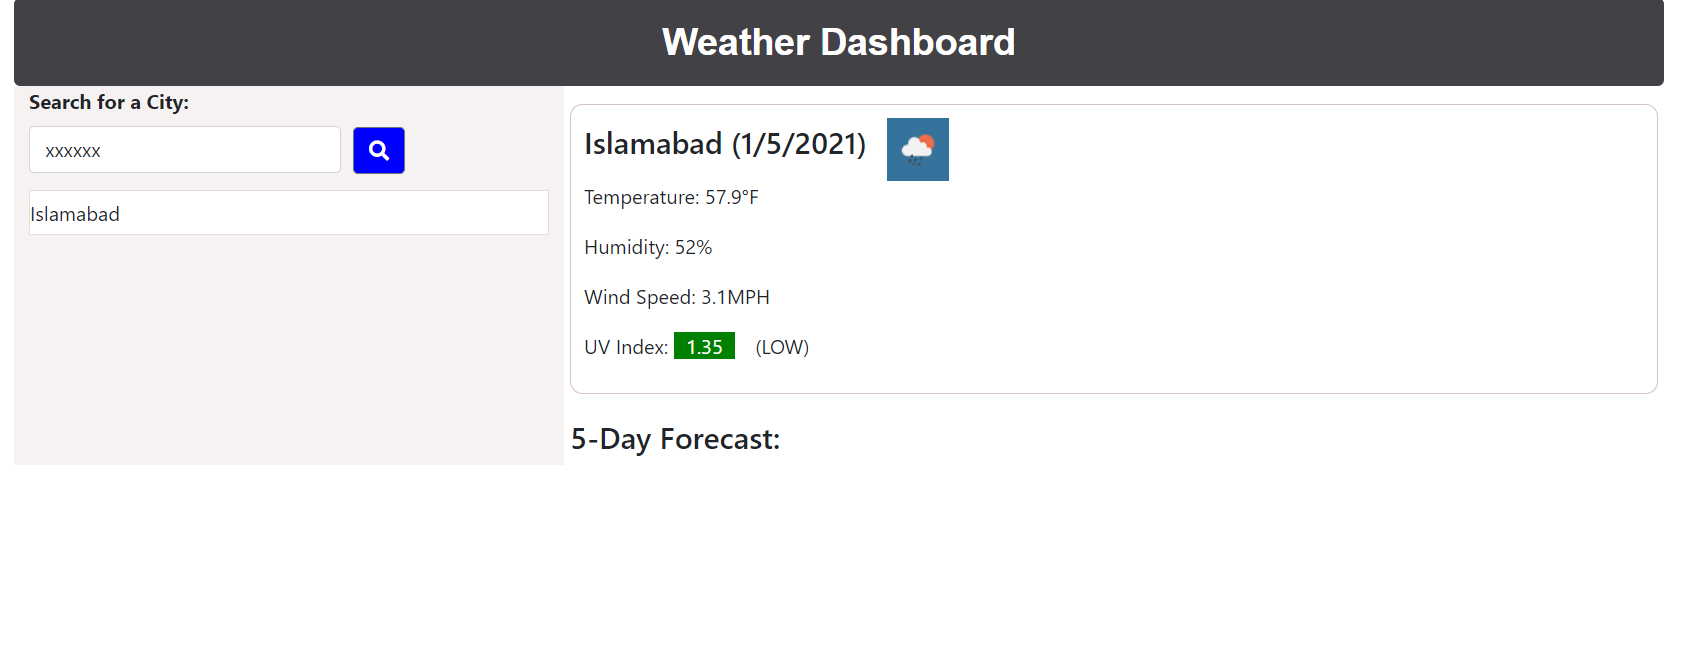 Weather Dashboard
Search for a City:
xxxxxx
Islamabad
Islamabad (1/5/2021)
Temperature: 57.9°F
Humidity: 52%
Wind Speed: 3.1MPH
UV Index: 1.35 (LOW)
5-Day Forecast: